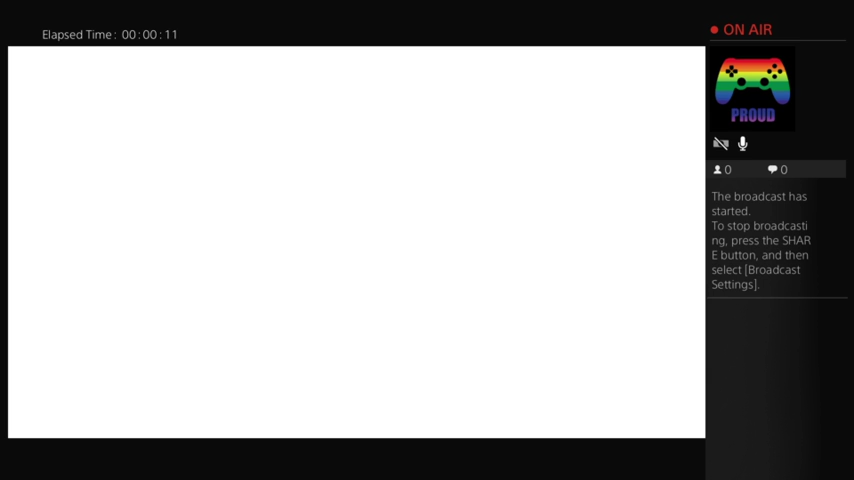 Elapsed Time: 00:00:11
ON AIR
PROUD
0 0
The broadcast has
started.
To stop broadcasti
ng, press the SHAR
E button, and then
select [Broadcast
Settings].